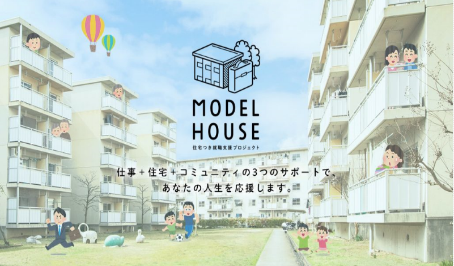 MODEL
HOUSE
住宅つき就職支援プロジェクト
仕事+住宅+コミュニティの3つのサポートで、
あなたの人生を応援します。